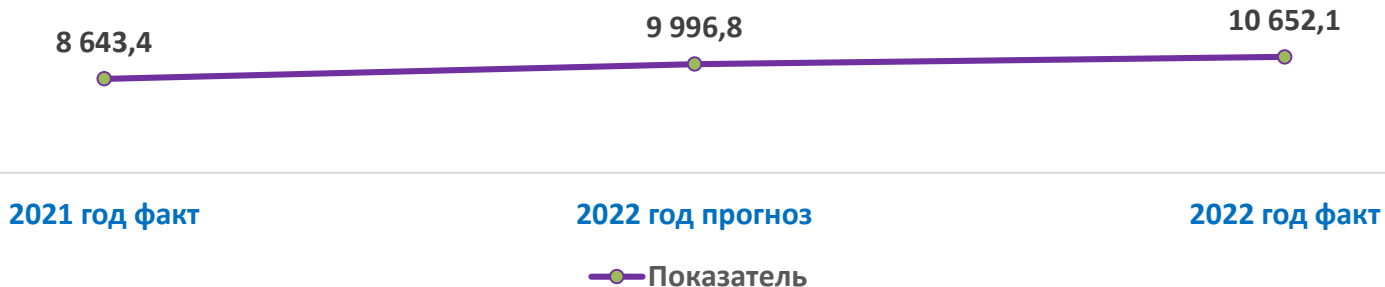 8 643,4
9 996,8
10 652,1
2021 год факт
2022 год прогноз
2022 год факт
Показатель